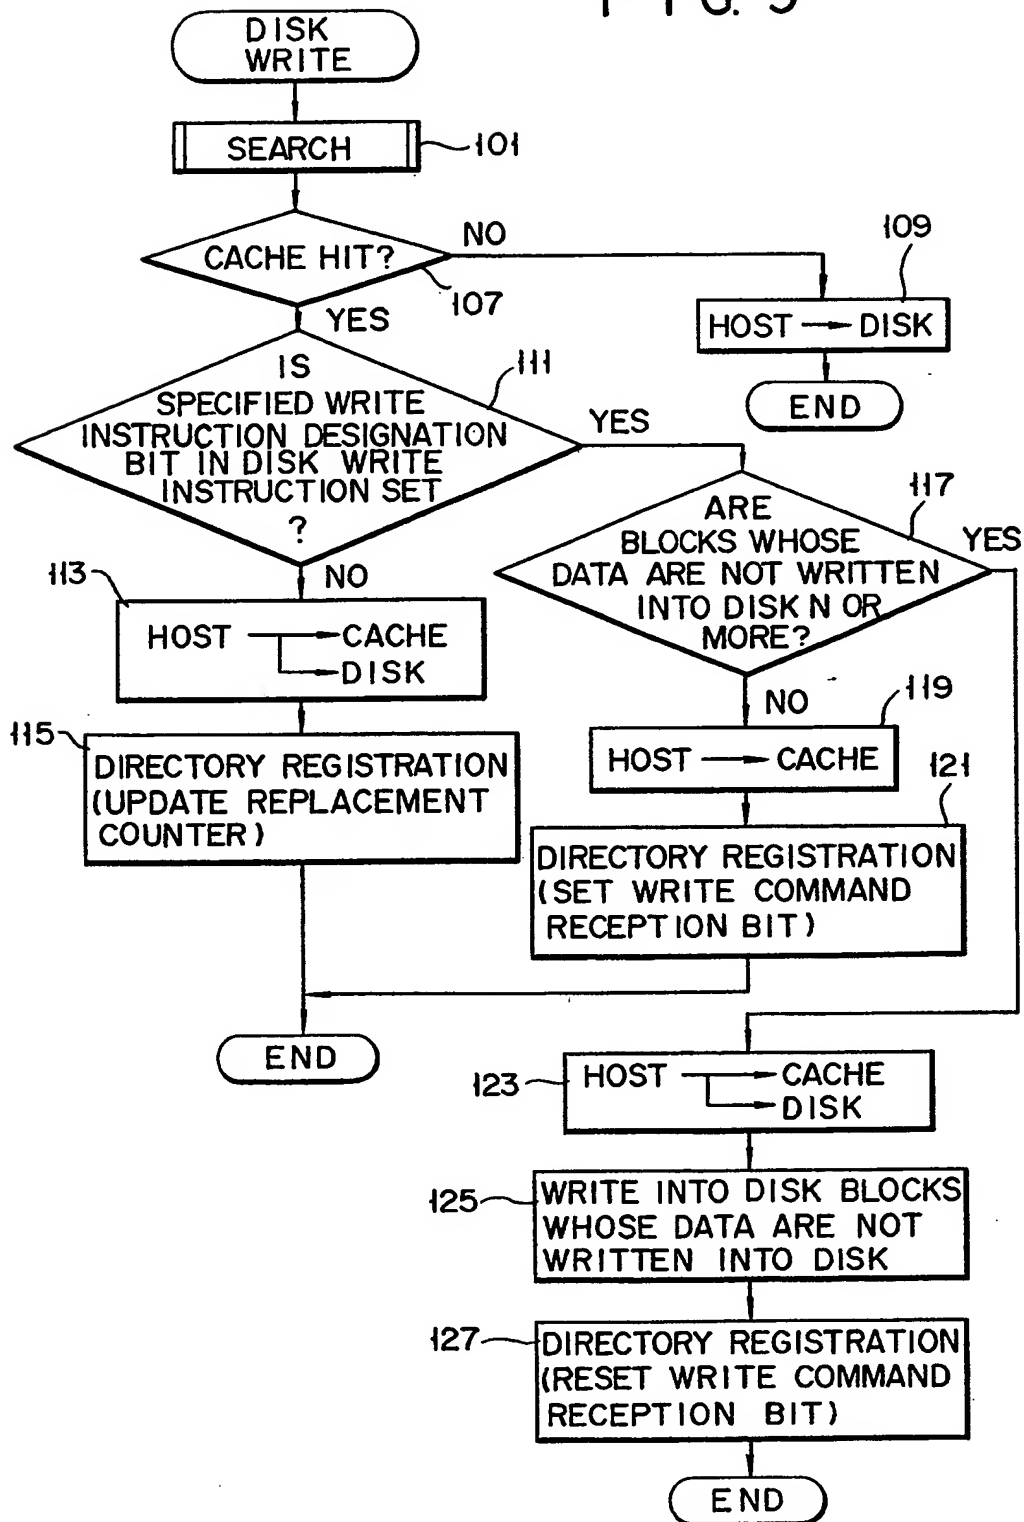 FIG. 5
DISK
WRITE
SEARCH
101
CACHE HIT?
NO
107
109
HOST → DISK
END
YES
IS
SPECIFIED WRITE
INSTRUCTION DESIGNATION
BIT IN DISK WRITE
INSTRUCTION SET
?
111
YES
NO
113
HOST → CACHE
→ DISK
115
DIRECTORY REGISTRATION
(UPDATE REPLACEMENT
COUNTER)
END
ARE
BLOCKS WHOSE
DATA ARE NOT WRITTEN
INTO DISK N OR
MORE?
117
YES
NO
119
HOST → CACHE
121
DIRECTORY REGISTRATION
(SET WRITE COMMAND
RECEPTION BIT)
123
HOST → CACHE
→ DISK
125
WRITE INTO DISK BLOCKS
WHOSE DATA ARE NOT
WRITTEN INTO DISK
127
DIRECTORY REGISTRATION
(RESET WRITE COMMAND
RECEPTION BIT)
END